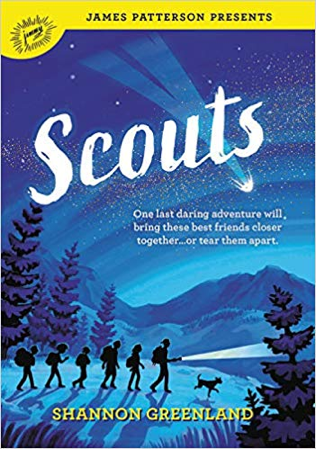 JAMES PATTERSON PRESENTS
jimmy
Scouts
One last daring adventure will
bring these best friends closer
together...or tear them apart.
SHANNON GREENLAND